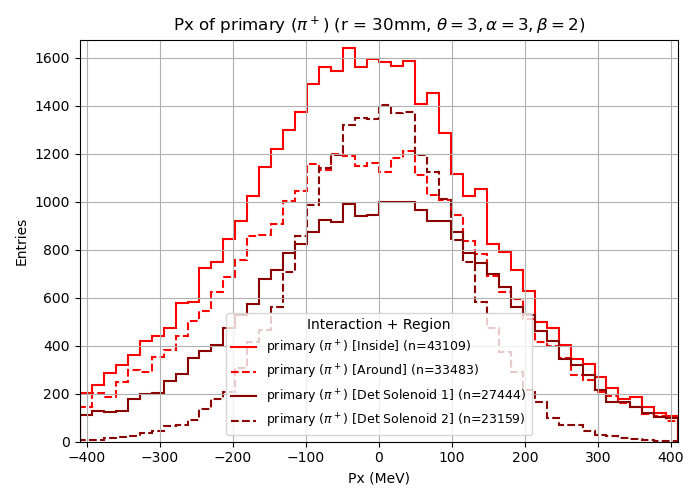 Px of primary (π⁺) (r = 30mm, θ = 3, α = 3, β = 2)
Entries
1600
1400
1200
1000
800
600
400
200
0
Interaction + Region
primary (π⁺) [Inside] (n=43109)
primary (π⁺) [Around] (n=33483)
primary (π⁺) [Det Solenoid 1] (n=27444)
primary (π⁺) [Det Solenoid 2] (n=23159)
−400 −300 −200 −100 0 100 200 300 400
Px (MeV)